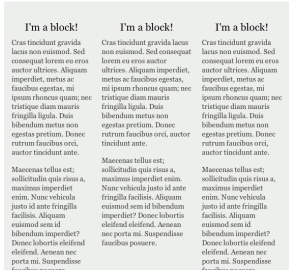 I'm a block!
Cras tincidunt gravida
lacus non euismod. Sed
consequat lorem eu eros
auctor ultrices. Aliquam
imperdiet, metus ac
faucibus egestas, mi
ipsum rhoncus quam; nec
tristique diam mauris
fringilla ligula. Duis
bibendum metus non
egestas pretium. Donec
rutrum faucibus orci, auctor
tincidunt ante.
Maecenas tellus est;
sollicitudin quis risus a,
maximus imperdiet
enim. Nunc vehicula
justo id ante fringilla
facilisis. Aliquam
euismod sem id
bibendum imperdiet?
Donec lobortis eleifend
eleifend. Aenean nec
porta mi. Suspendisse
I'm a block!
Cras tincidunt gravida lacus
non euismod. Sed consequat
lorem eu eros auctor
ultrices. Aliquam imperdiet,
metus ac faucibus egestas,
mi ipsum rhoncus quam; nec
tristique diam mauris
fringilla ligula. Duis
bibendum metus non
egestas pretium. Donec
rutrum faucibus orci, auctor
tincidunt ante.
Maecenas tellus est;
sollicitudin quis risus a,
maximus imperdiet enim.
Nunc vehicula justo id ante
fringilla facilisis. Aliquam
euismod sem id bibendum
imperdiet? Donec lobortis
eleifend eleifend. Aenean
nec porta mi. Suspendisse
faucibus posuere.
I'm a block!
Cras tincidunt gravida
lacus non euismod. Sed
consequat lorem eu eros
auctor ultrices. Aliquam
imperdiet, metus ac
faucibus egestas, mi
ipsum rhoncus quam; nec
tristique diam mauris
fringilla ligula. Duis
bibendum metus non
egestas pretium. Donec
rutrum faucibus orci, auctor
tincidunt ante.
Maecenas tellus est;
sollicitudin quis risus a,
maximus imperdiet
enim. Nunc vehicula
justo id ante fringilla
facilisis. Aliquam
euismod sem id
bibendum imperdiet?
Donec lobortis eleifend
eleifend. Aenean nec
porta mi. Suspendisse